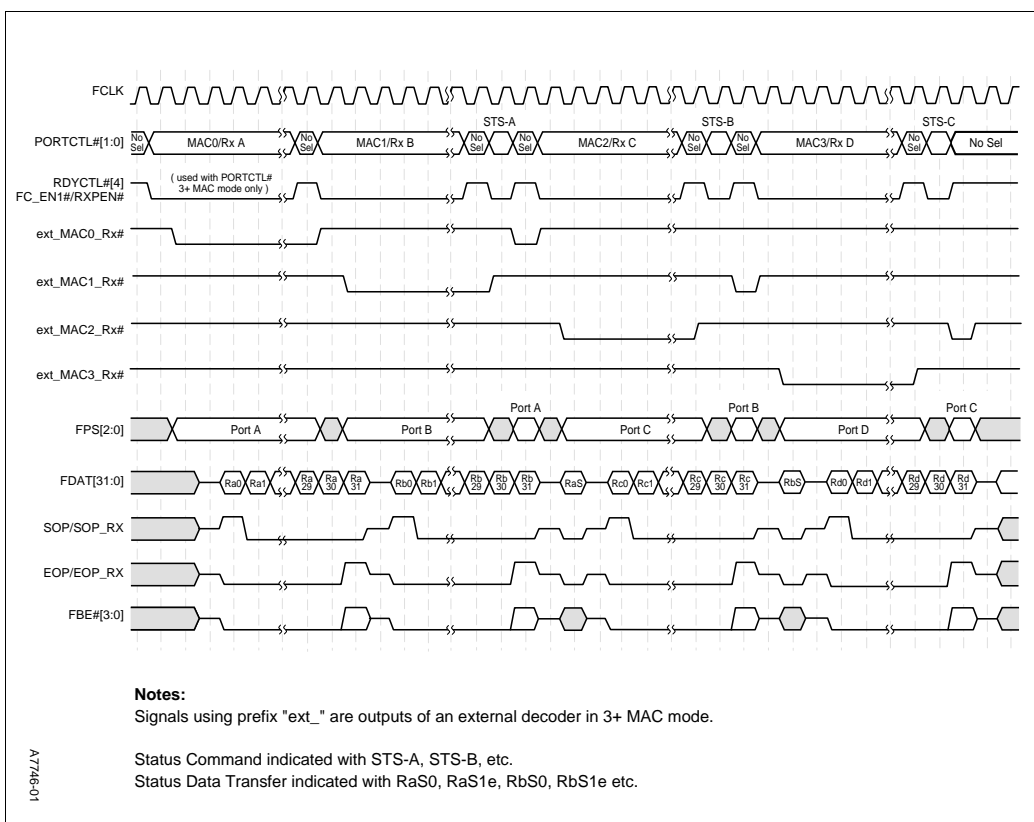 FCLK
STS-A STS-B STS-C
PORTCTL#[1:0] No Sel MAC0/Rx A No Sel MAC1/Rx B No Sel No Sel MAC2/Rx C No Sel No Sel MAC3/Rx D No Sel No Sel
RDYCTL#[4]
FC_EN1#/RXPEN#
( used with PORTCTL#
3+ MAC mode only )
ext_MAC0_Rx#
ext_MAC1_Rx#
ext_MAC2_Rx#
ext_MAC3_Rx#
Port A Port B Port C
FPS[2:0] Port A Port B Port C Port D
FDAT[31:0] Ra0 Ra1 Ra 29 Ra 30 Ra 31 Rb0 Rb1 Rb 29 Rb 30 Rb 31 RaS Rc0 Rc1 Rc 29 Rc 30 Rc 31 RbS Rd0 Rd1 Rd 29 Rd 30 Rd 31
SOP/SOP_RX
EOP/EOP_RX
FBE#[3:0]
Notes:
Signals using prefix "ext_" are outputs of an external decoder in 3+ MAC mode.
Status Command indicated with STS-A, STS-B, etc.
Status Data Transfer indicated with RaS0, RaS1e, RbS0, RbS1e etc.
A7746-01